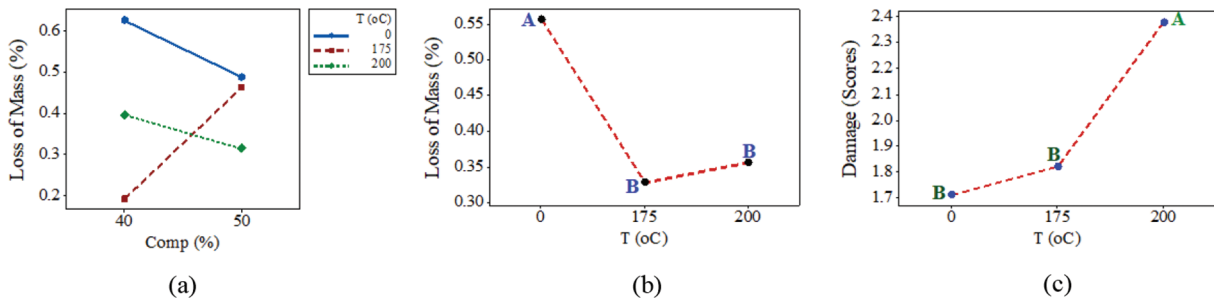 0.6
0.5
0.4
0.3
0.2
Loss of Mass (%)
40
50
Comp (%)
T (oC)
0
175
200
(a)
0.55
0.50
0.45
0.40
0.35
0.30
Loss of Mass (%)
A
B
B
0
175
200
T (oC)
(b)
2.4
2.3
2.2
2.1
2.0
1.9
1.8
1.7
Damage (Scores)
B
B
A
0
175
200
T (oC)
(c)